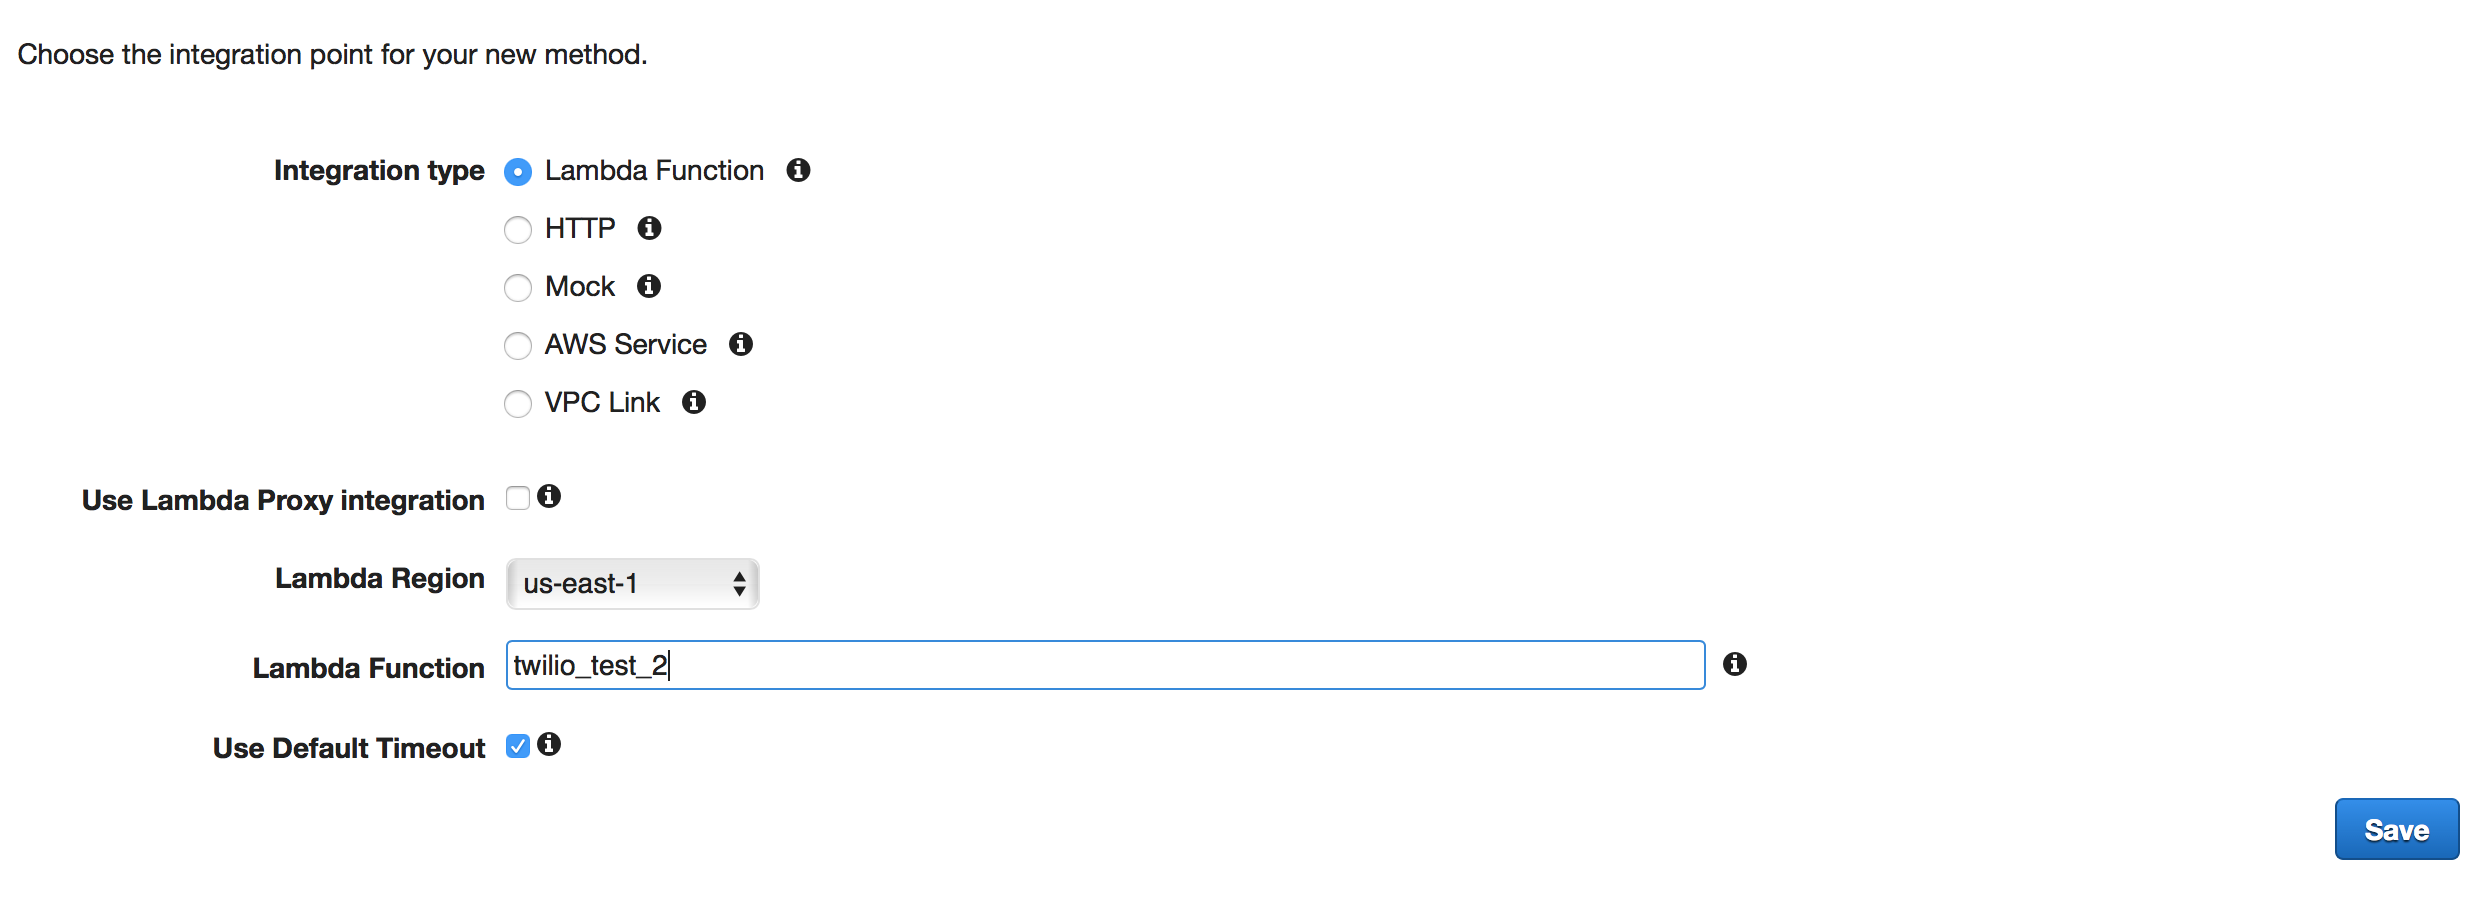 Choose the integration point for your new method.
Integration type Lambda Function
HTTP
Mock
AWS Service
VPC Link
Use Lambda Proxy integration
Lambda Region us-east-1
Lambda Function twilio_test_2
Use Default Timeout
Save